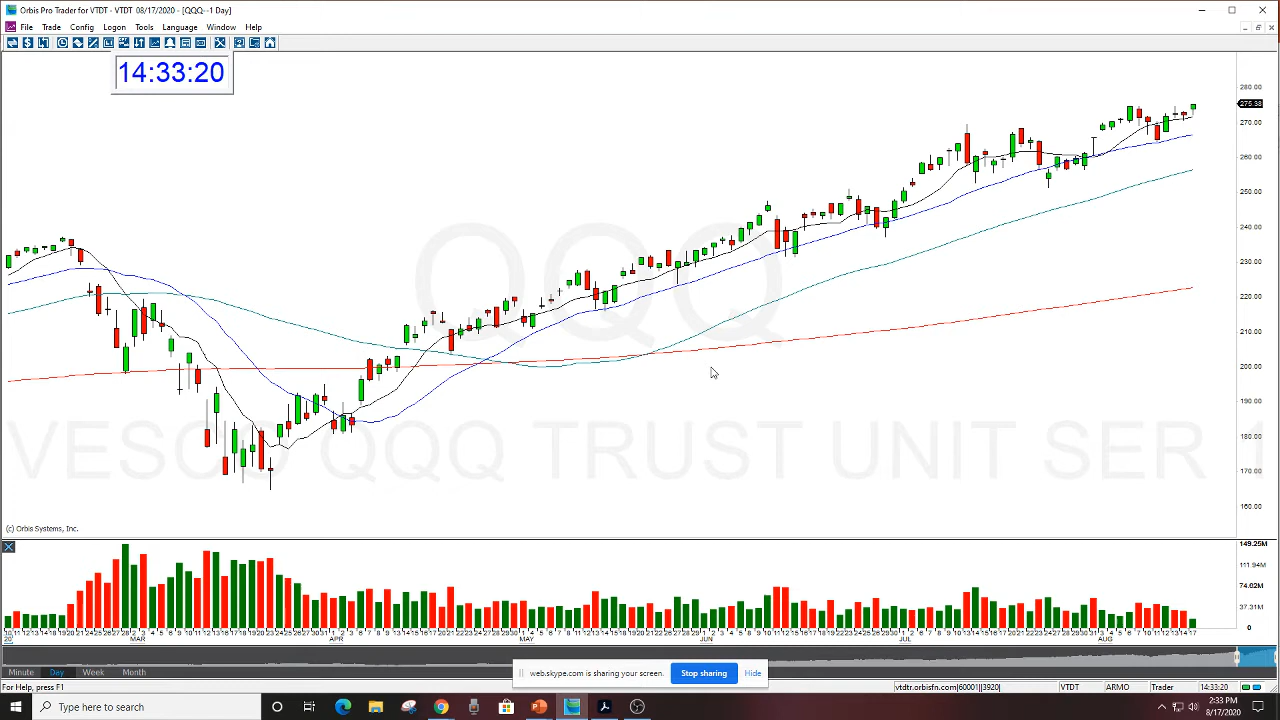 Orbis Pro Trader for VTDT - VTDT 08/17/2020 - [QQQ--1 Day]
File Trade Config Logon Tools Language Window Help
14:33:20
280.00
275.38
270.00
260.00
250.00
240.00
230.00
220.00
210.00
200.00
190.00
180.00
170.00
160.00
QQQ
VESCO QQQ TRUST UNIT SER 1
(c) Orbis Systems, Inc.
149.25M
111.94M
74.62M
37.31M
0
20 MAR APR MAY JUN JUL AUG
Minute Day Week Month
web.skype.com is sharing your screen. Stop sharing Hide
For Help, press F1
vtdtr.orbisfn.com|60001||3920| VTDT ARMO Trader 14:33:20
Type here to search
2:33 PM
8/17/2020